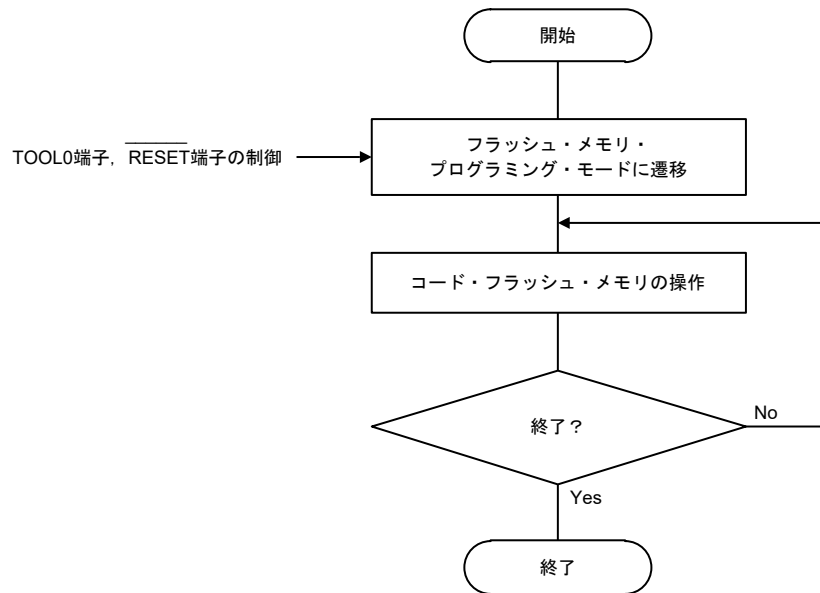 開始
TOOL0端子, RESET端子の制御
フラッシュ・メモリ・
プログラミング・モードに遷移
コード・フラッシュ・メモリの操作
終了?
No
Yes
終了